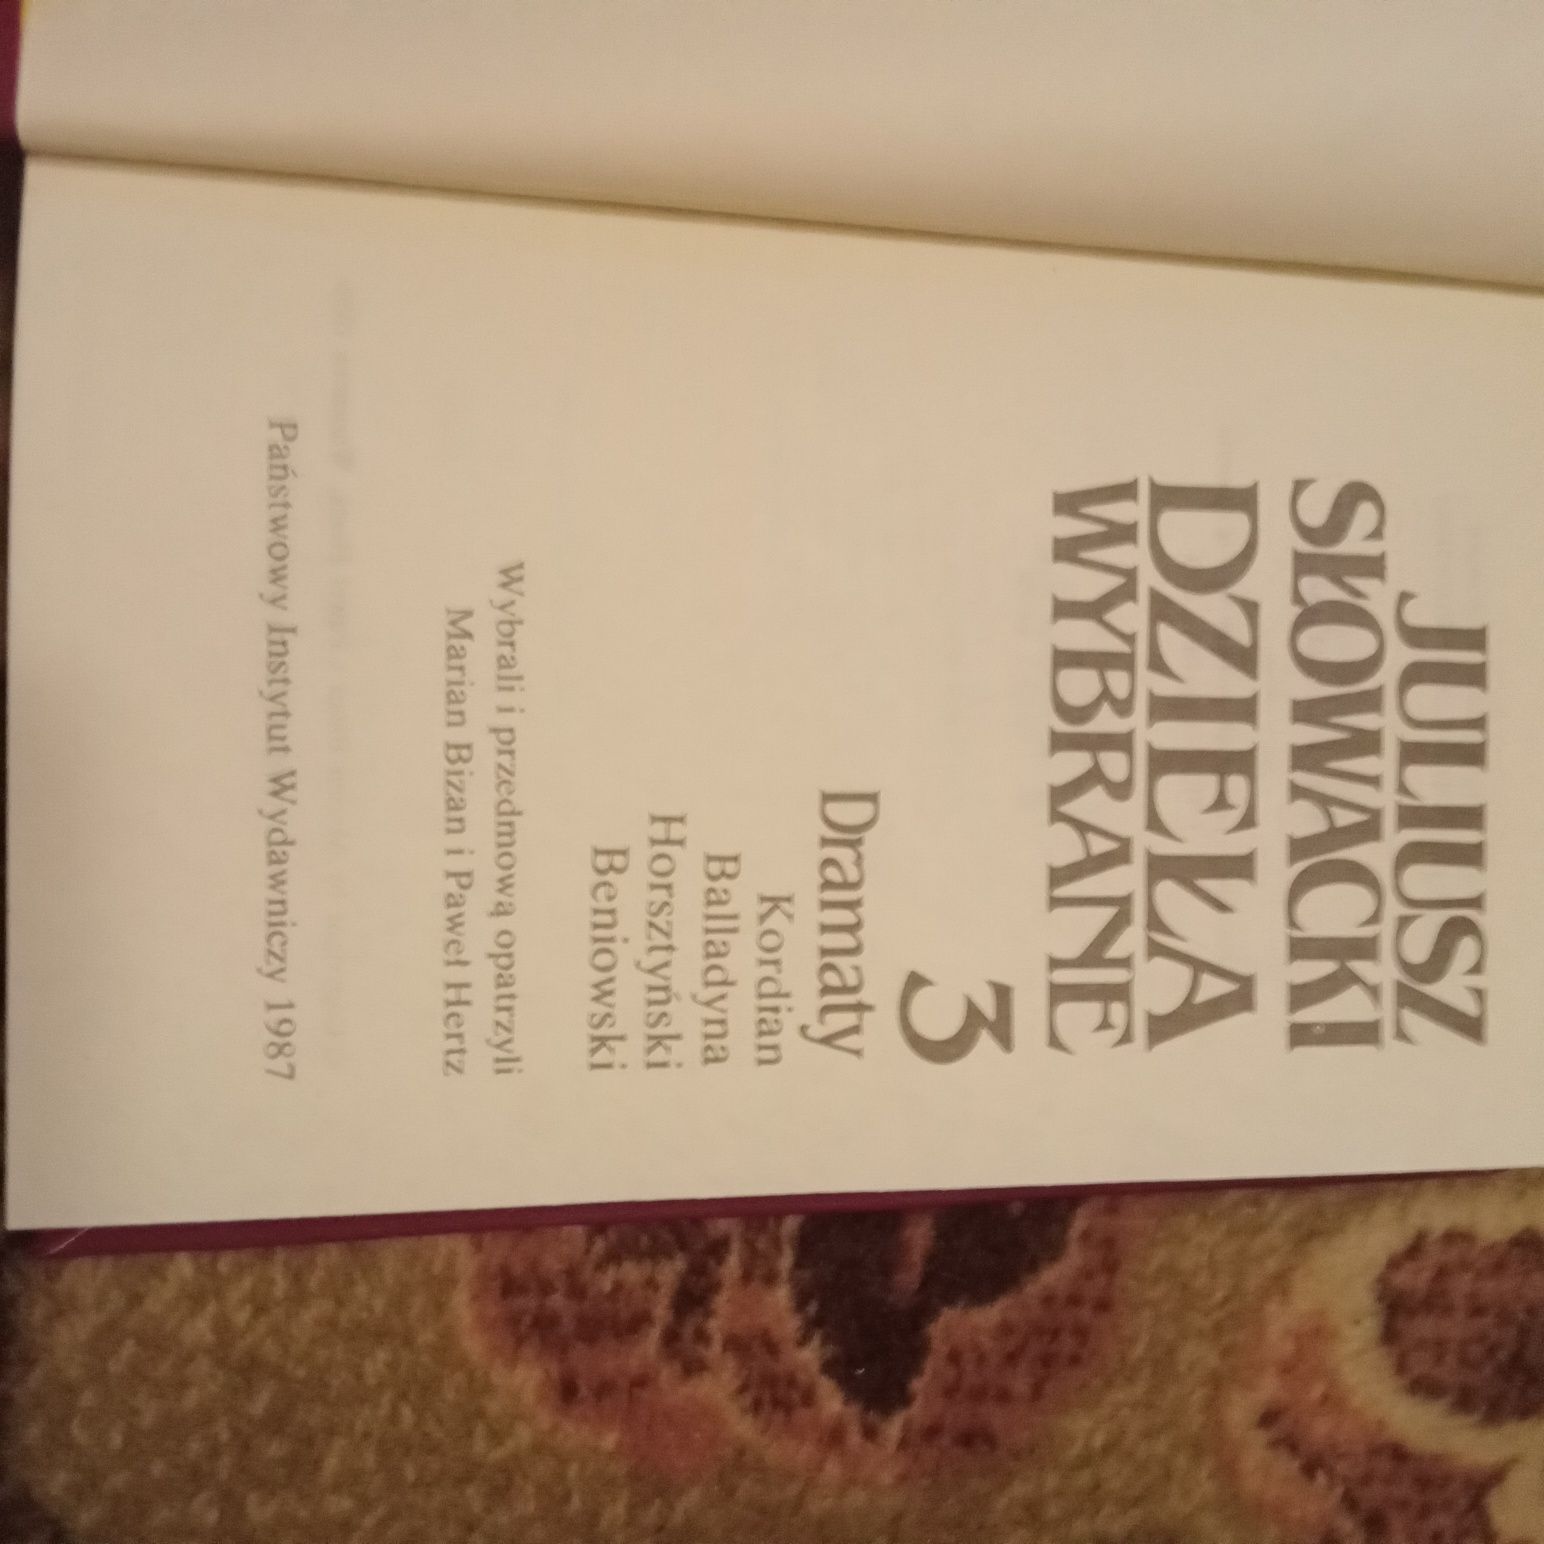 JULIUSZ
SŁOWACKI
DZIEŁA
WYBRANE
3
Dramaty
Kordian
Balladyna
Horsztyński
Beniowski
Wybrali i przedmową opatrzyli
Marian Bizan i Paweł Hertz
Państwowy Instytut Wydawniczy 1987